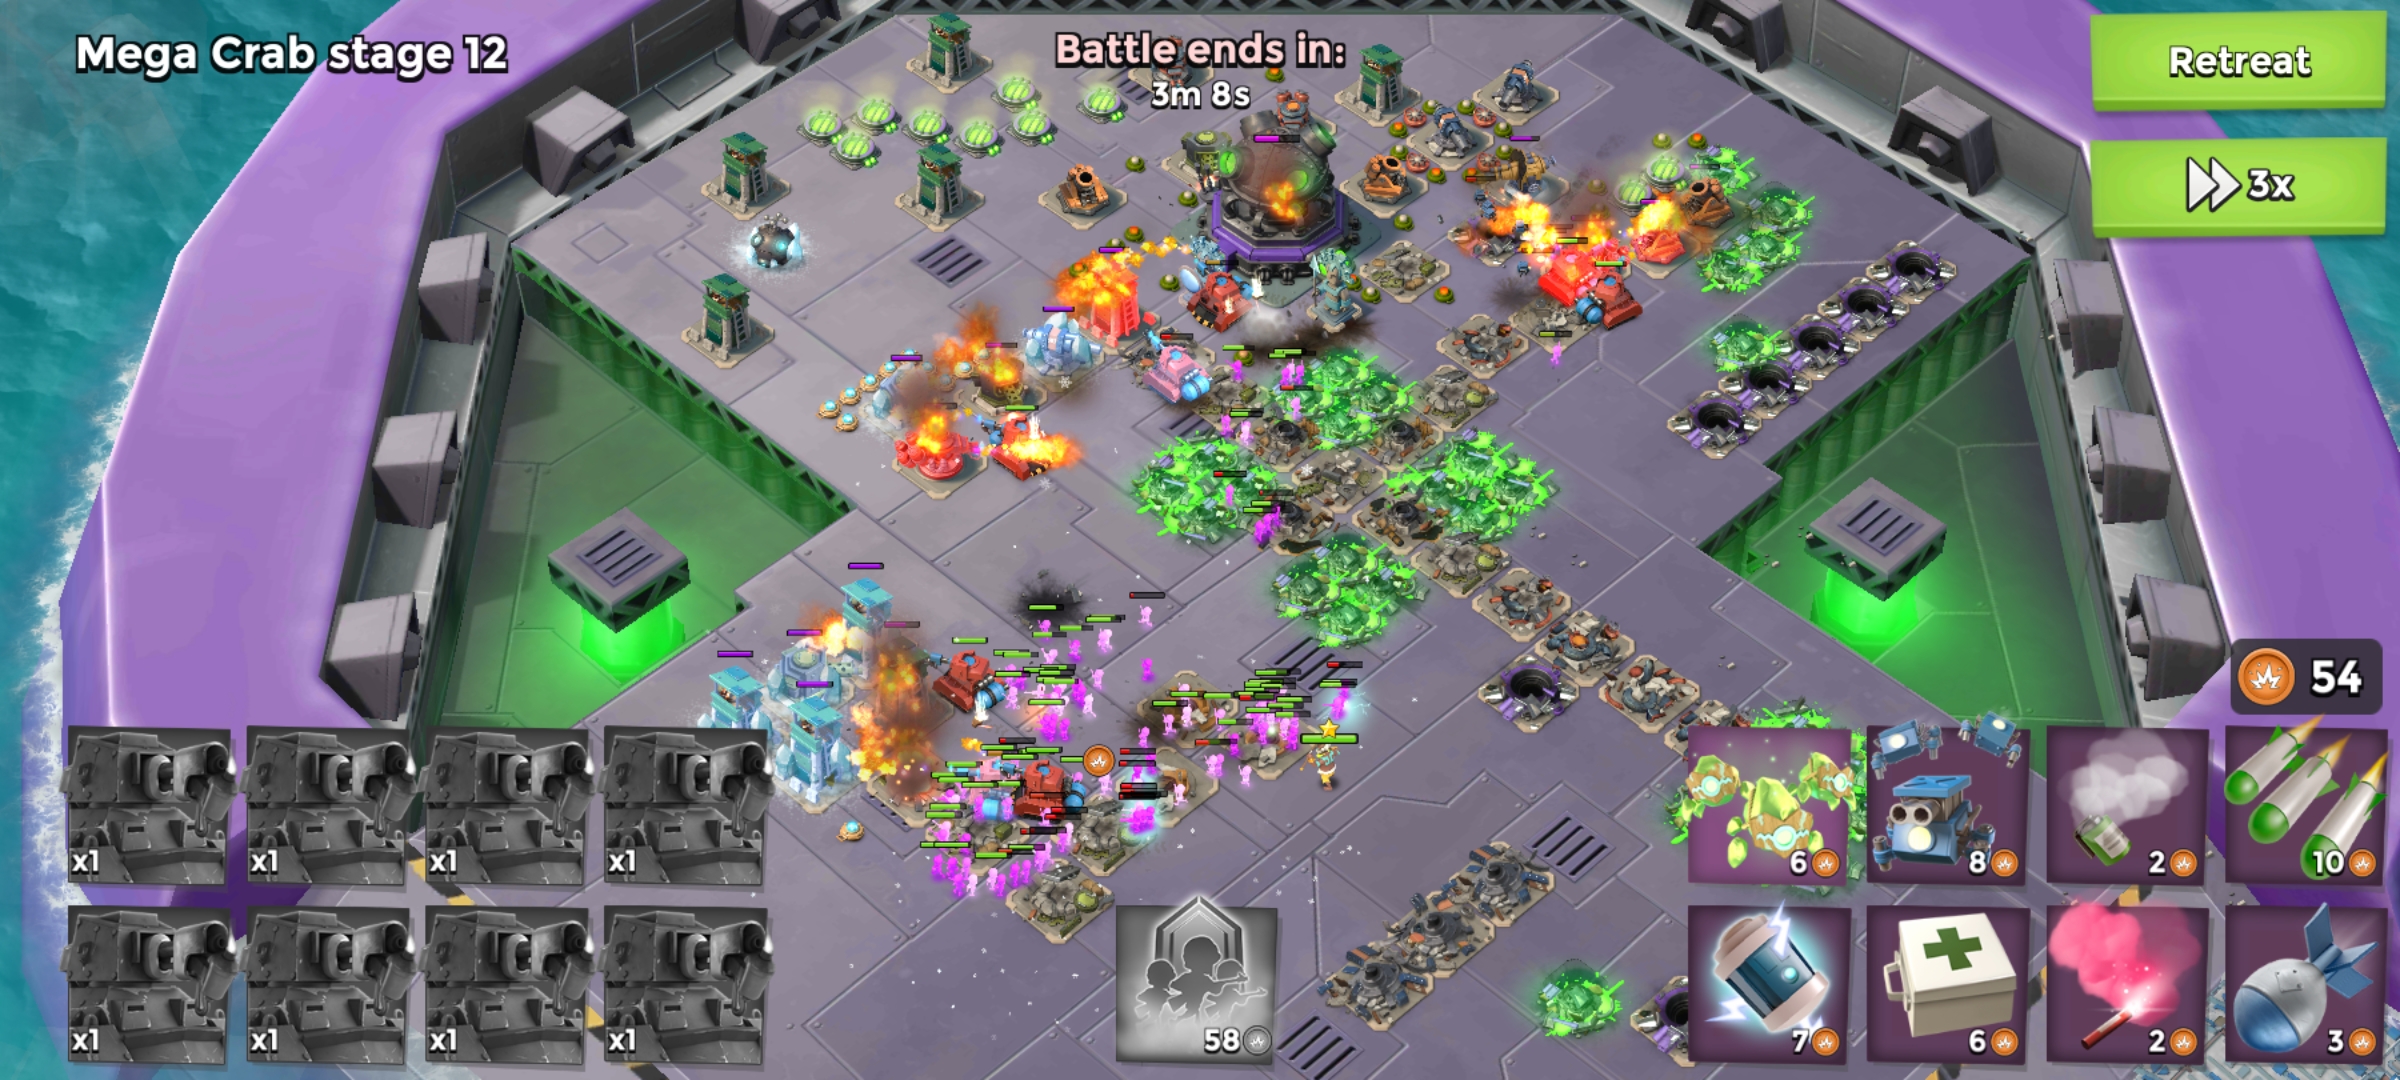 Mega Crab stage 12
Battle ends in:
3m 8s
Retreat
3x
54
x1
x1
x1
x1
6
8
2
10
x1
x1
x1
x1
58
7
6
2
3